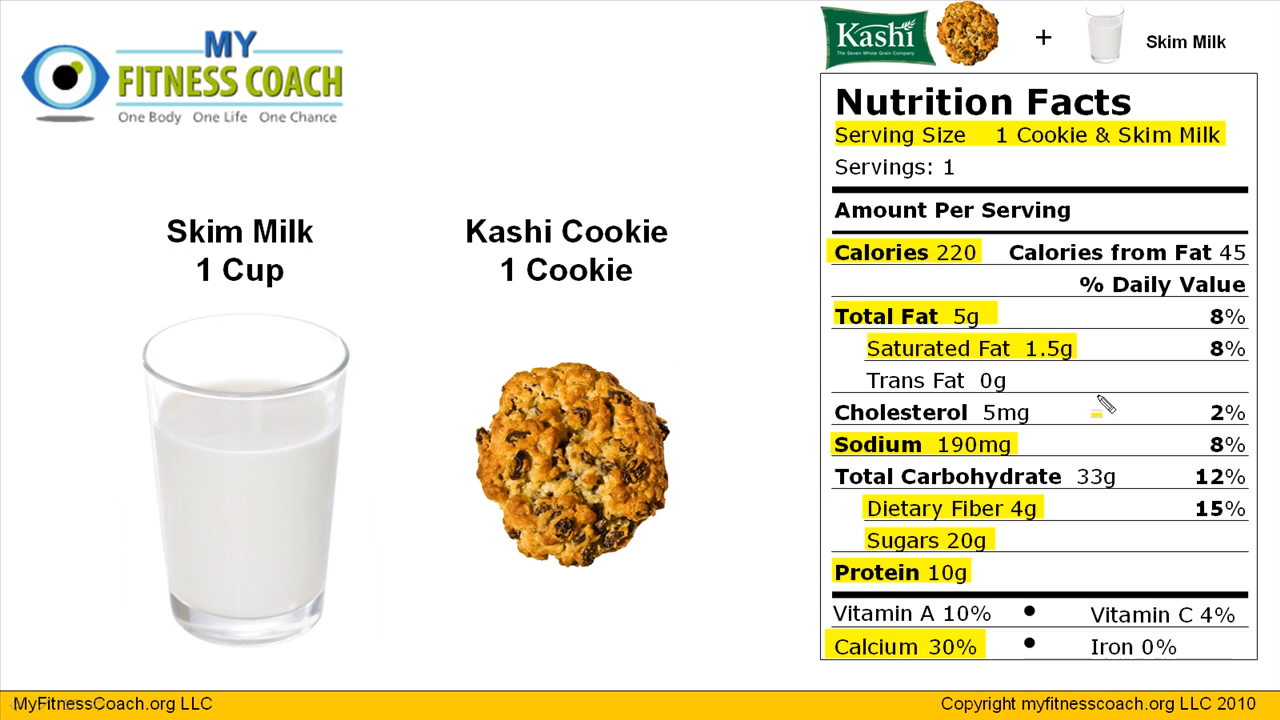 MY
FITNESS COACH
One Body One Life One Chance
Skim Milk
1 Cup
Kashi Cookie
1 Cookie
Kashi
The Seven Whole Grain Company
+
Skim Milk
Nutrition Facts
Serving Size 1 Cookie & Skim Milk
Servings: 1
Amount Per Serving
Calories 220 Calories from Fat 45
% Daily Value
Total Fat 5g 8%
Saturated Fat 1.5g 8%
Trans Fat 0g
Cholesterol 5mg 2%
Sodium 190mg 8%
Total Carbohydrate 33g 12%
Dietary Fiber 4g 15%
Sugars 20g
Protein 10g
Vitamin A 10% • Vitamin C 4%
Calcium 30% • Iron 0%
MyFitnessCoach.org LLC
Copyright myfitnesscoach.org LLC 2010